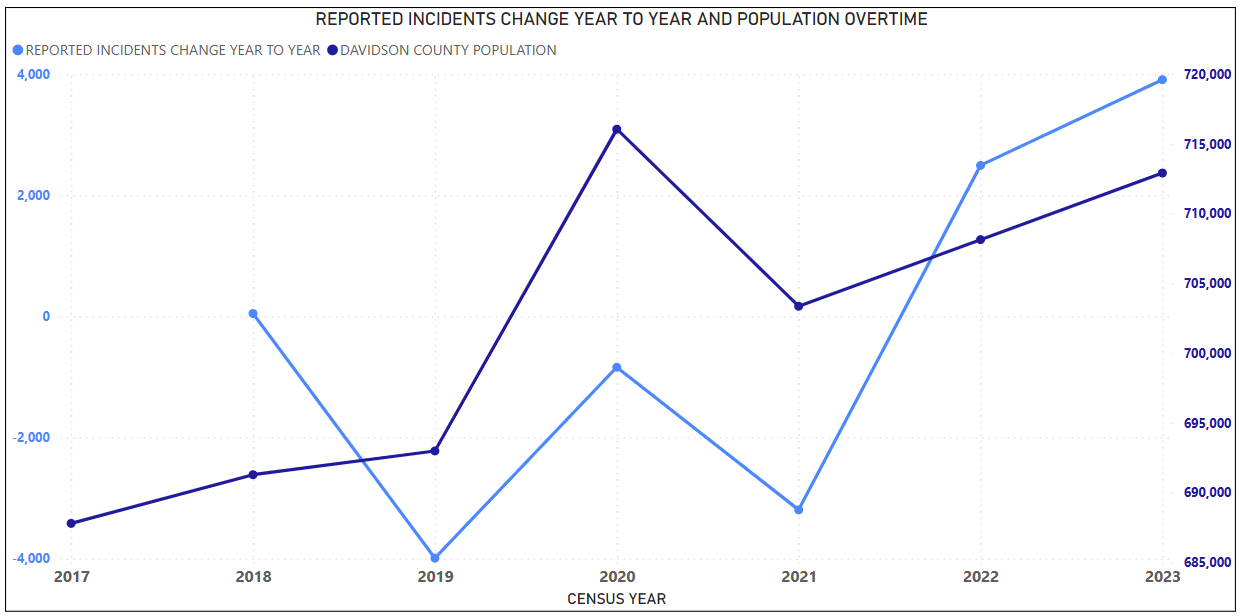 REPORTED INCIDENTS CHANGE YEAR TO YEAR AND POPULATION OVERTIME
REPORTED INCIDENTS CHANGE YEAR TO YEAR DAVIDSON COUNTY POPULATION
4,000 720,000
715,000
2,000
710,000
705,000
0
700,000
-2,000 695,000
690,000
-4,000 685,000
2017 2018 2019 2020 2021 2022 2023
CENSUS YEAR